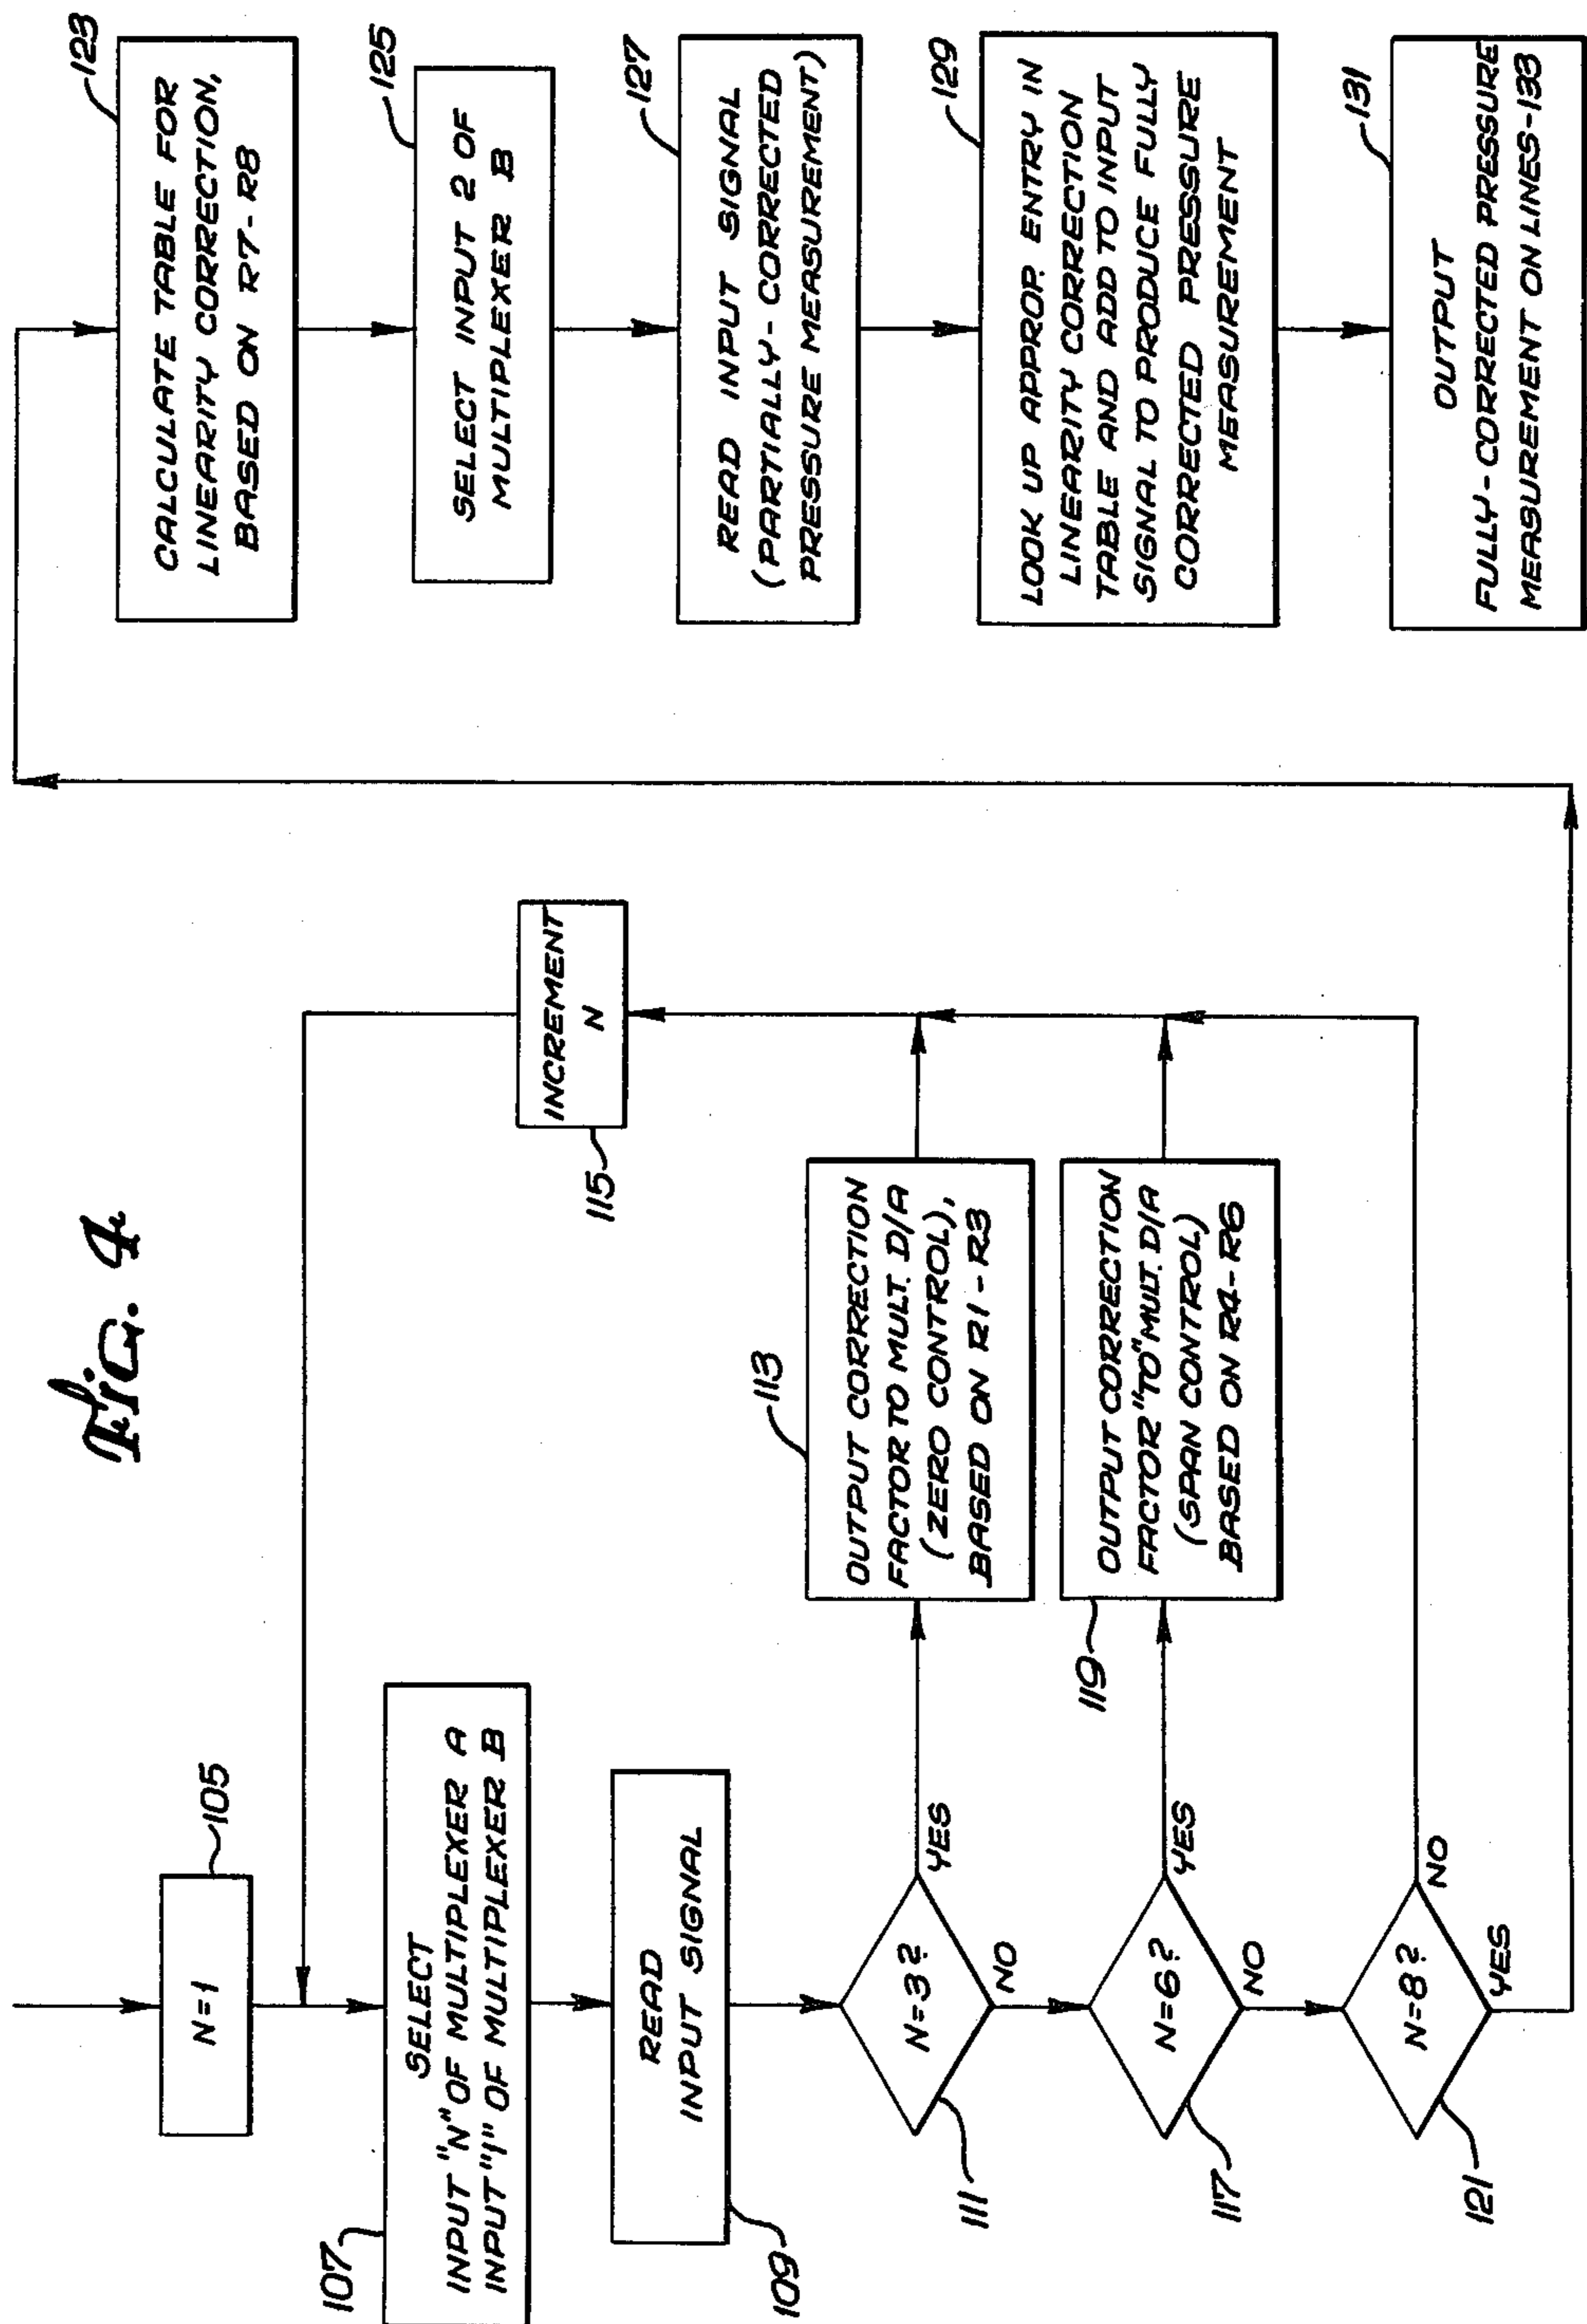 Fig. 4
N=1
105
SELECT
INPUT "N" OF MULTIPLEXER A
INPUT "1" OF MULTIPLEXER B
107
READ
INPUT SIGNAL
109
N=3?
111
YES
NO
OUTPUT CORRECTION
FACTOR TO MULT. D/A
(ZERO CONTROL),
BASED ON R1-R3
113
INCREMENT
N
115
N=6?
117
YES
NO
OUTPUT CORRECTION
FACTOR "TO" MULT. D/A
(SPAN CONTROL)
BASED ON R4-R6
119
N=8?
121
NO
YES
CALCULATE TABLE FOR
LINEARITY CORRECTION,
BASED ON R7-R8
123
SELECT INPUT 2 OF
MULTIPLEXER B
125
READ INPUT SIGNAL
(PARTIALLY-CORRECTED
PRESSURE MEASUREMENT)
127
LOOK UP APPROP. ENTRY IN
LINEARITY CORRECTION
TABLE AND ADD TO INPUT
SIGNAL TO PRODUCE FULLY
CORRECTED PRESSURE
MEASUREMENT
129
OUTPUT
FULLY-CORRECTED PRESSURE
MEASUREMENT ON LINES-133
131